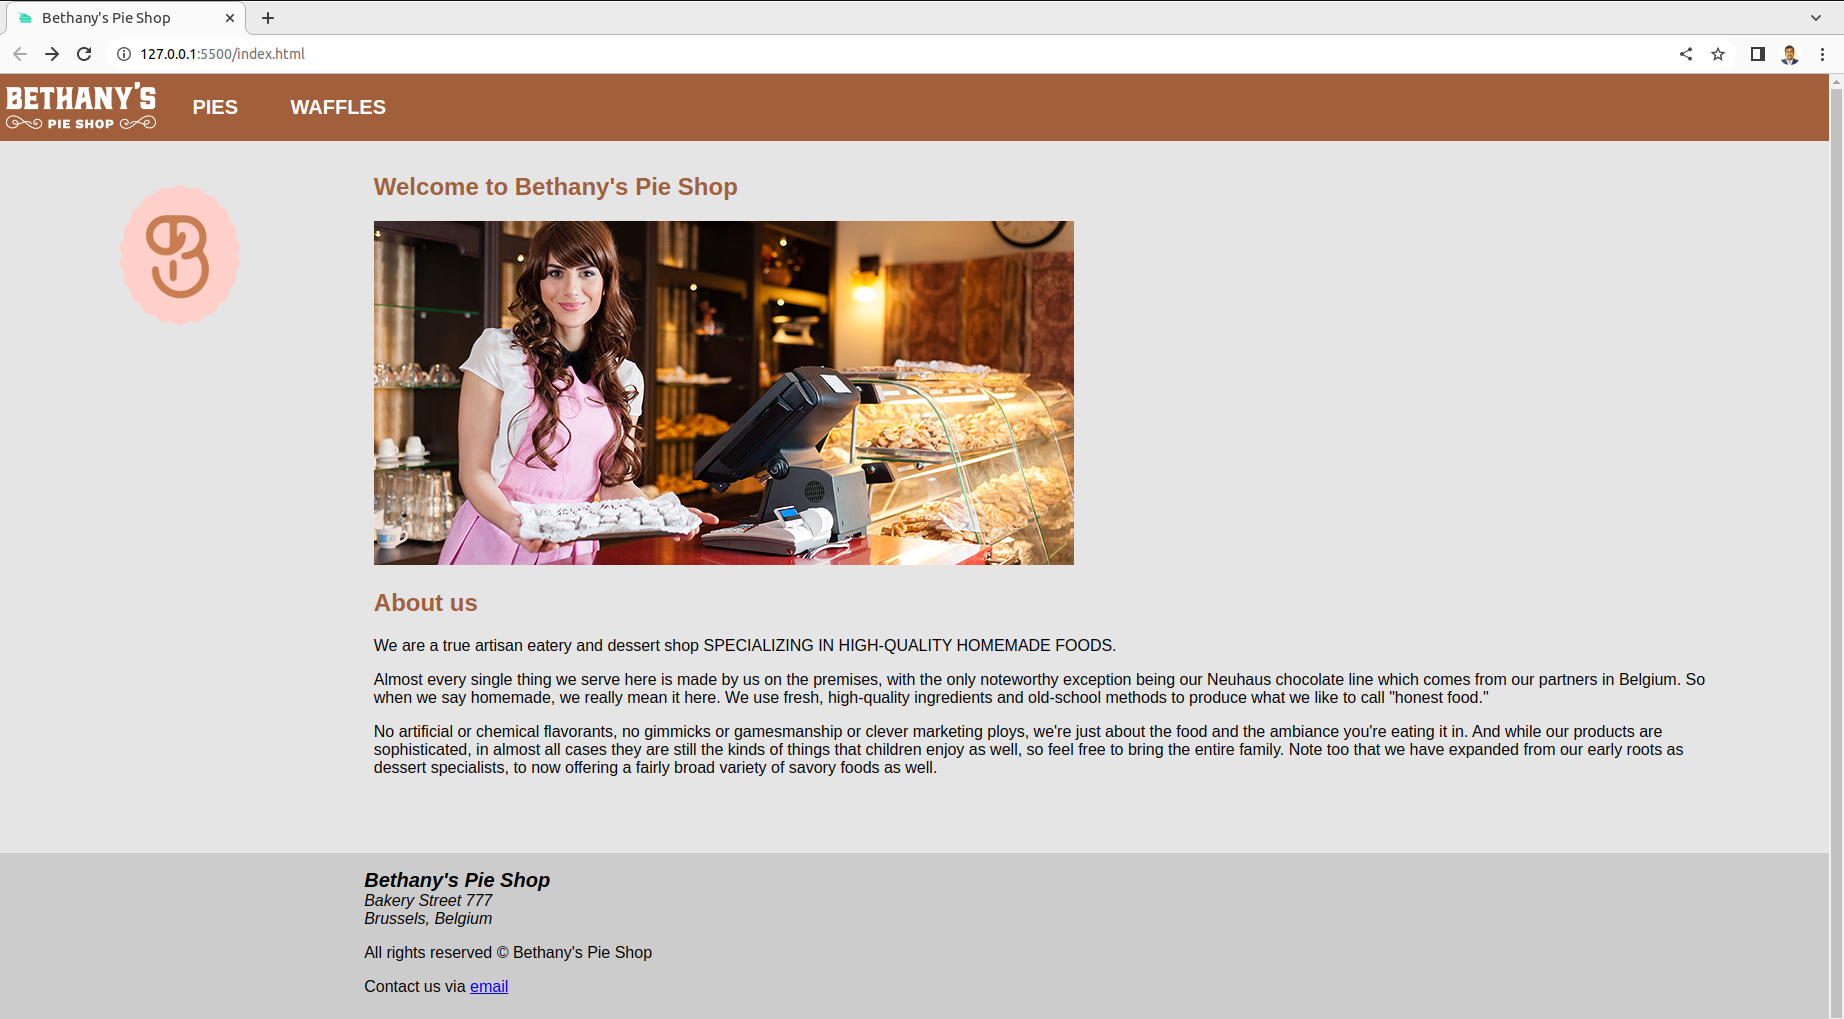 Bethany's Pie Shop
127.0.0.1:5500/index.html
BETHANY'S
PIE SHOP
PIES
WAFFLES
B
Welcome to Bethany's Pie Shop
About us
We are a true artisan eatery and dessert shop SPECIALIZING IN HIGH-QUALITY HOMEMADE FOODS.
Almost every single thing we serve here is made by us on the premises, with the only noteworthy exception being our Neuhaus chocolate line which comes from our partners in Belgium. So
when we say homemade, we really mean it here. We use fresh, high-quality ingredients and old-school methods to produce what we like to call "honest food."
No artificial or chemical flavorants, no gimmicks or gamesmanship or clever marketing ploys, we're just about the food and the ambiance you're eating it in. And while our products are
sophisticated, in almost all cases they are still the kinds of things that children enjoy as well, so feel free to bring the entire family. Note too that we have expanded from our early roots as
dessert specialists, to now offering a fairly broad variety of savory foods as well.
Bethany's Pie Shop
Bakery Street 777
Brussels, Belgium
All rights reserved © Bethany's Pie Shop
Contact us via email